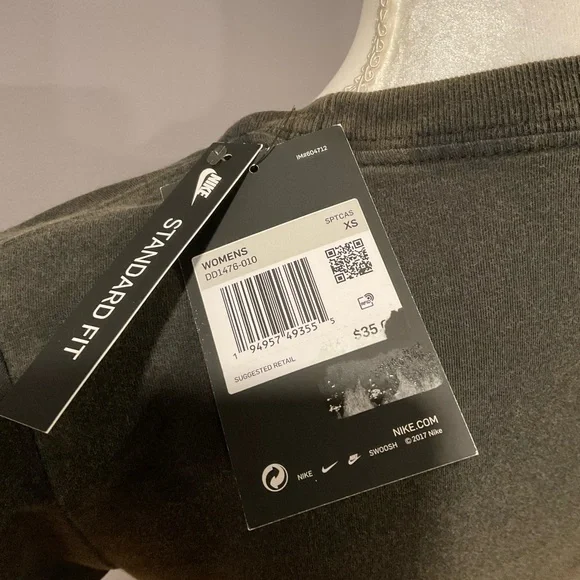 IM#604712
NIKE
STANDARD FIT
SPTCAS
WOMENS
XS
DD1476-010
1 94957 49355 5
SUGGESTED RETAIL
$35.
NIKE.COM
NIKE SWOOSH © 2017 Nike